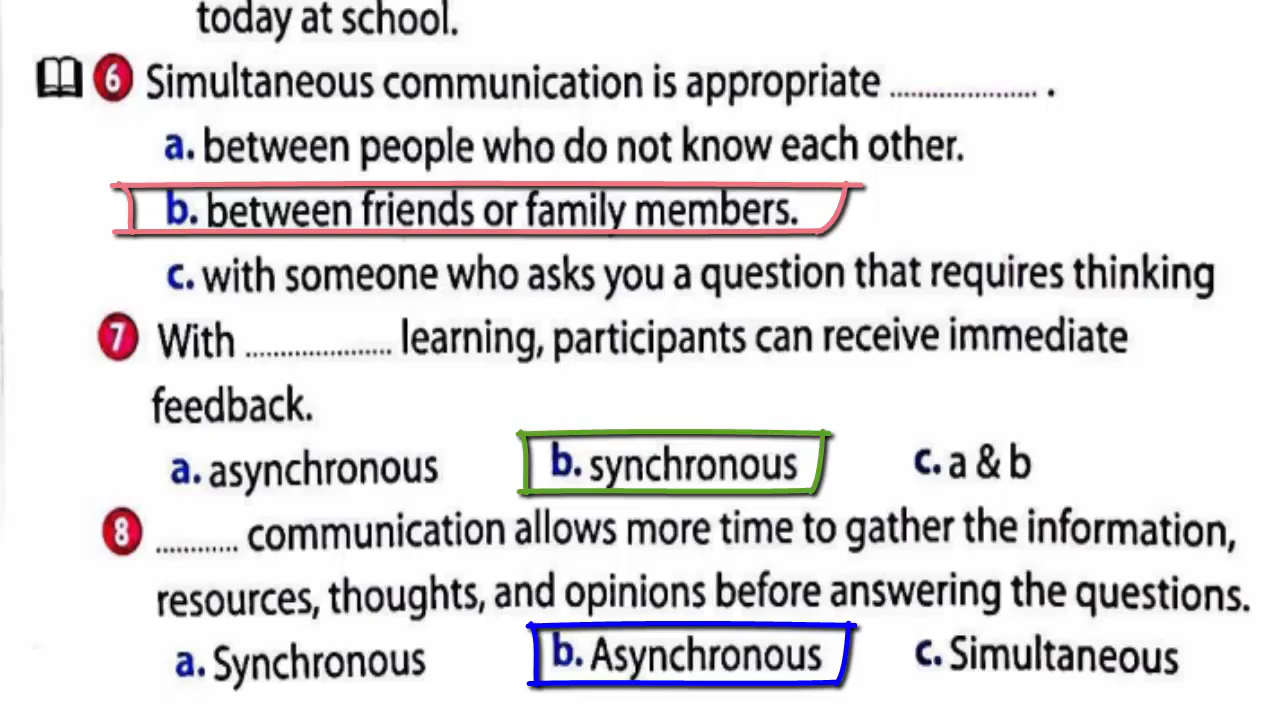 today at school.
6 Simultaneous communication is appropriate .................... .
a. between people who do not know each other.
b. between friends or family members.
c. with someone who asks you a question that requires thinking
7 With .................... learning, participants can receive immediate
feedback.
a. asynchronous b. synchronous c. a & b
8 ............ communication allows more time to gather the information,
resources, thoughts, and opinions before answering the questions.
a. Synchronous b. Asynchronous c. Simultaneous